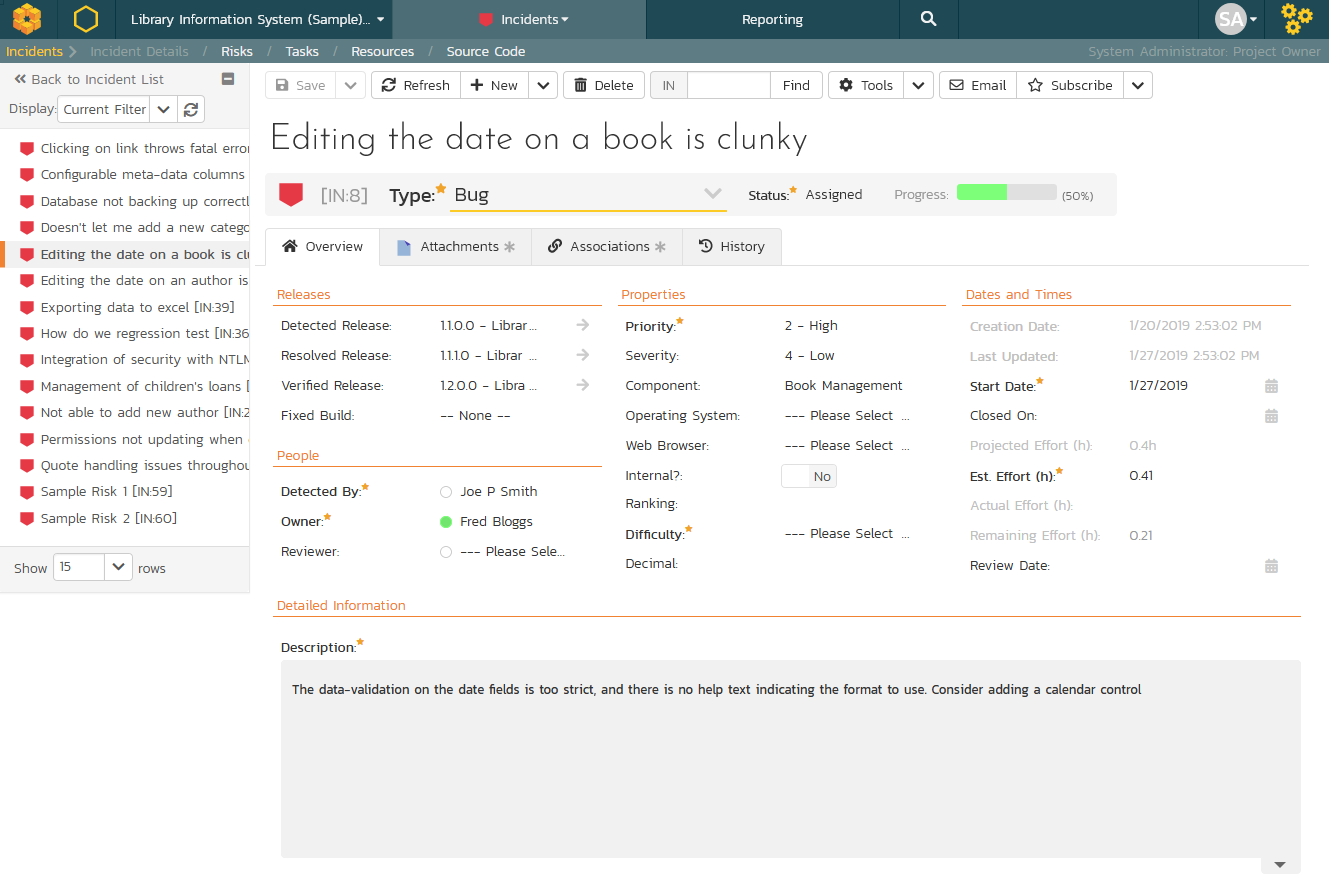 Library Information System (Sample)... Incidents Reporting SA
Incidents Incident Details / Risks / Tasks / Resources / Source Code System Administrator: Project Owner
Back to Incident List
Display: Current Filter
Clicking on link throws fatal error
Configurable meta-data columns
Database not backing up correctl
Doesn't let me add a new catego
Editing the date on a book is clu
Editing the date on an author is
Exporting data to excel [IN:39]
How do we regression test [IN:36
Integration of security with NTLM
Management of children's loans [
Not able to add new author [IN:2
Permissions not updating when
Quote handling issues throughou
Sample Risk 1 [IN:59]
Sample Risk 2 [IN:60]
Show 15 rows
Save Refresh New Delete IN Find Tools Email Subscribe
Editing the date on a book is clunky
[IN:8] Type: Bug Status: Assigned Progress: (50%)
Overview Attachments Associations History
Releases
Detected Release: 1.1.0.0 - Librar...
Resolved Release: 1.1.1.0 - Librar ...
Verified Release: 1.2.0.0 - Libra ...
Fixed Build: -- None --
People
Detected By: Joe P Smith
Owner: Fred Bloggs
Reviewer: --- Please Sele...
Properties
Priority: 2 - High
Severity: 4 - Low
Component: Book Management
Operating System: --- Please Select ...
Web Browser: --- Please Select ...
Internal?: No
Ranking:
Difficulty: --- Please Select ...
Decimal:
Dates and Times
Creation Date: 1/20/2019 2:53:02 PM
Last Updated: 1/27/2019 2:53:02 PM
Start Date: 1/27/2019
Closed On:
Projected Effort (h): 0.4h
Est. Effort (h): 0.41
Actual Effort (h):
Remaining Effort (h): 0.21
Review Date:
Detailed Information
Description:
The data-validation on the date fields is too strict, and there is no help text indicating the format to use. Consider adding a calendar control